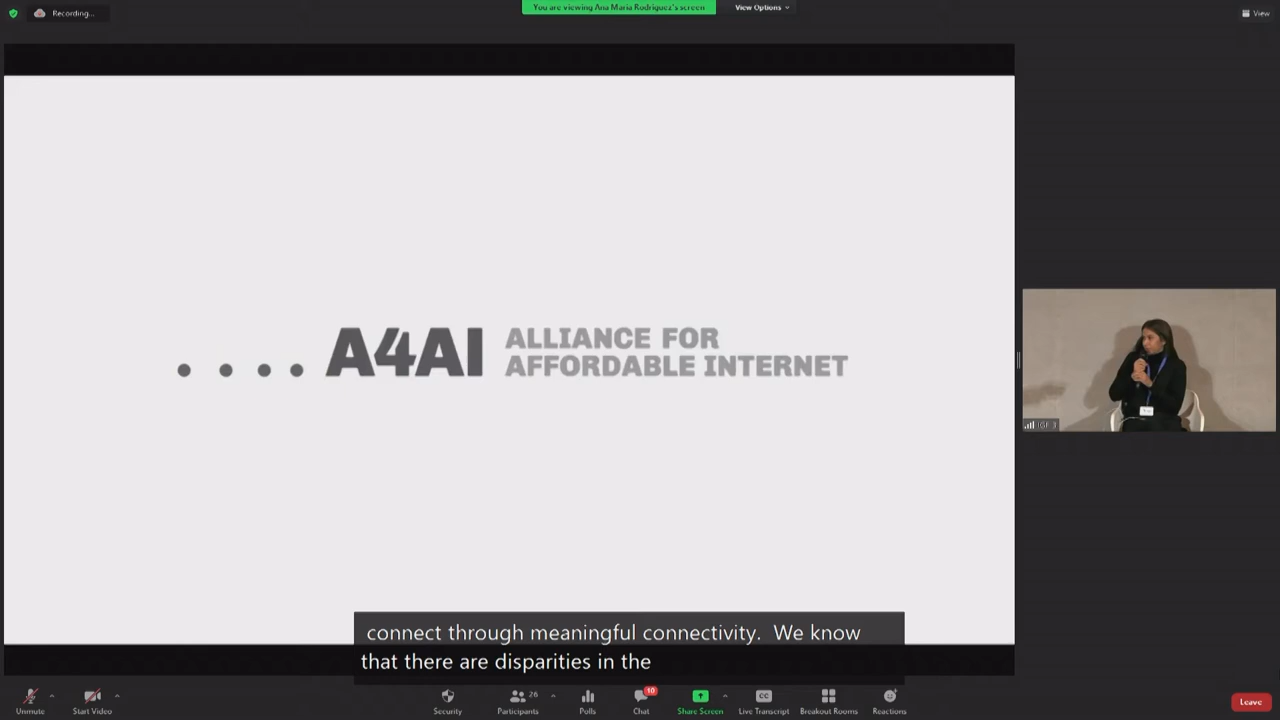 Recording...
You are viewing Ana Maria Rodriguez's screen
View Options
View
A4AI
ALLIANCE FOR
AFFORDABLE INTERNET
IGF 3
connect through meaningful connectivity. We know
that there are disparities in the
Unmute
Start Video
Security
Participants
26
Polls
Chat
10
Share Screen
CC
Live Transcript
Breakout Rooms
Reactions
Leave